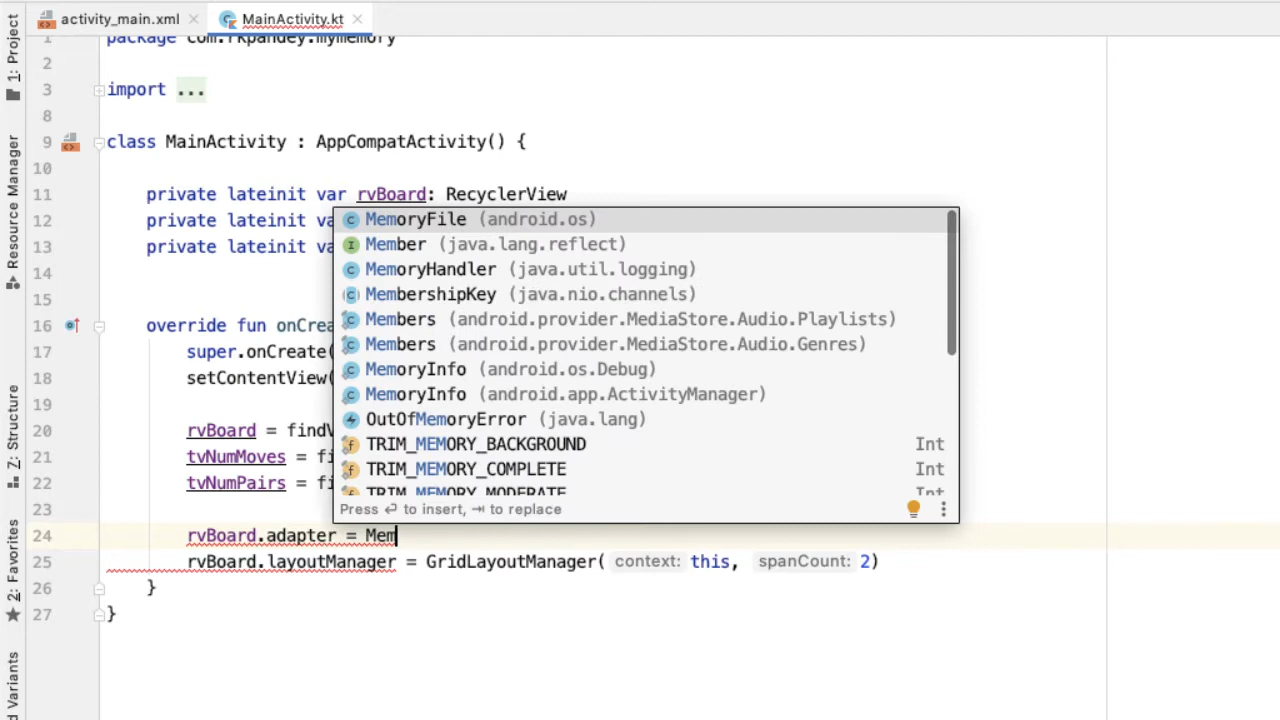 activity_main.xml
MainActivity.kt
1: Project
Resource Manager
Z: Structure
2: Favorites
d Variants
1 package com.rkpandey.mymemory
2
3 import ...
8
9 class MainActivity : AppCompatActivity() {
10
11 private lateinit var rvBoard: RecyclerView
12 private lateinit va
13 private lateinit va
14
15
16 override fun onCrea
17 super.onCreate(
18 setContentView(
19
20 rvBoard = findV
21 tvNumMoves = fi
22 tvNumPairs = fi
23
24 rvBoard.adapter = Mem
25 rvBoard.layoutManager = GridLayoutManager( context: this, spanCount: 2)
26 }
27 }
MemoryFile (android.os)
Member (java.lang.reflect)
MemoryHandler (java.util.logging)
MembershipKey (java.nio.channels)
Members (android.provider.MediaStore.Audio.Playlists)
Members (android.provider.MediaStore.Audio.Genres)
MemoryInfo (android.os.Debug)
MemoryInfo (android.app.ActivityManager)
OutOfMemoryError (java.lang)
TRIM_MEMORY_BACKGROUND Int
TRIM_MEMORY_COMPLETE Int
TRIM_MEMORY_MODERATE Int
Press ↵ to insert, ⇥ to replace